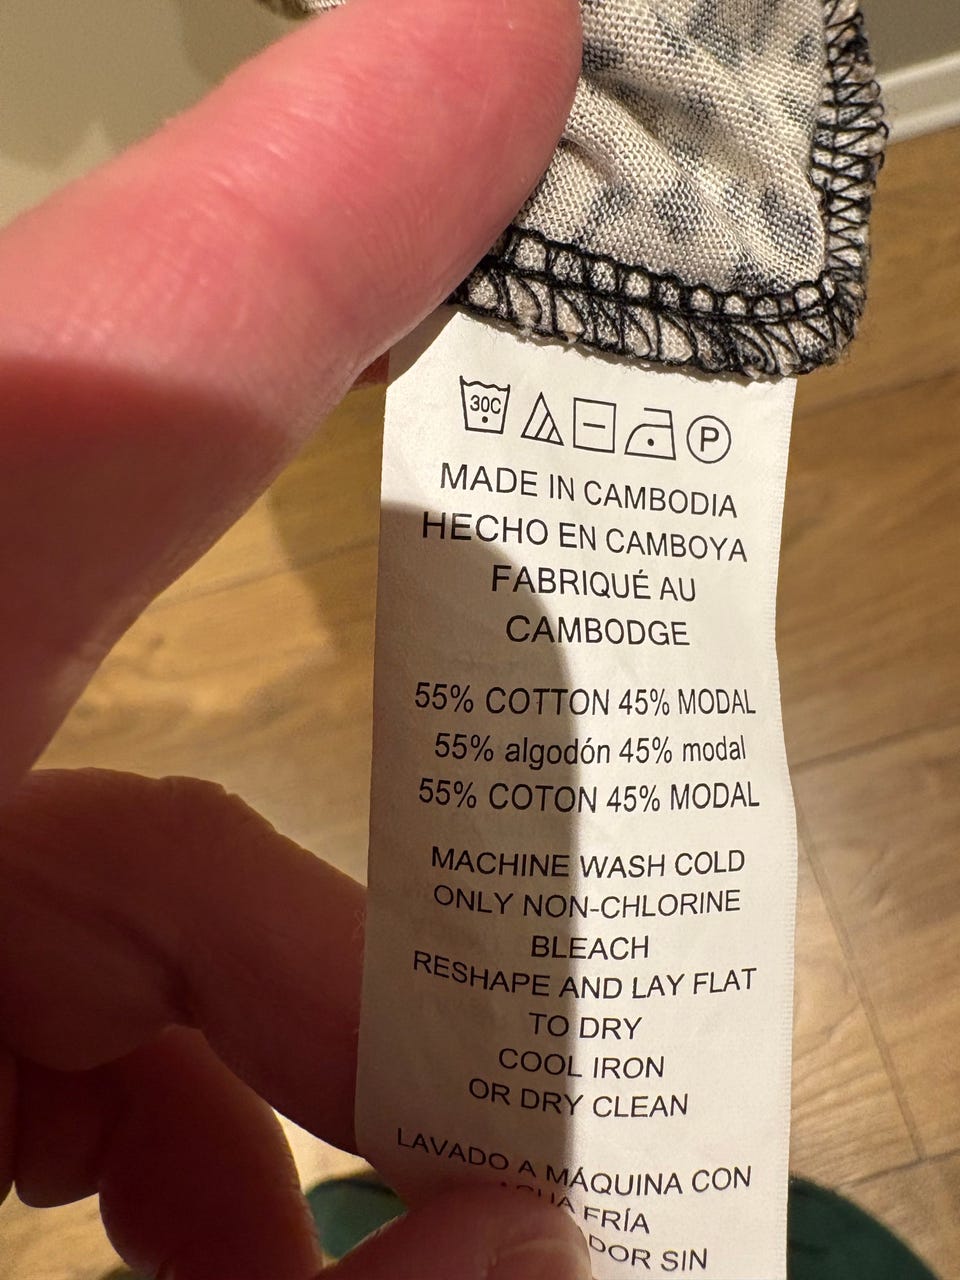 30C
P
MADE IN CAMBODIA
HECHO EN CAMBOYA
FABRIQUÉ AU
CAMBODGE
55% COTTON 45% MODAL
55% algodón 45% modal
55% COTON 45% MODAL
MACHINE WASH COLD
ONLY NON-CHLORINE
BLEACH
RESHAPE AND LAY FLAT
TO DRY
COOL IRON
OR DRY CLEAN
LAVADO A MÁQUINA CON
FRÍA
SIN